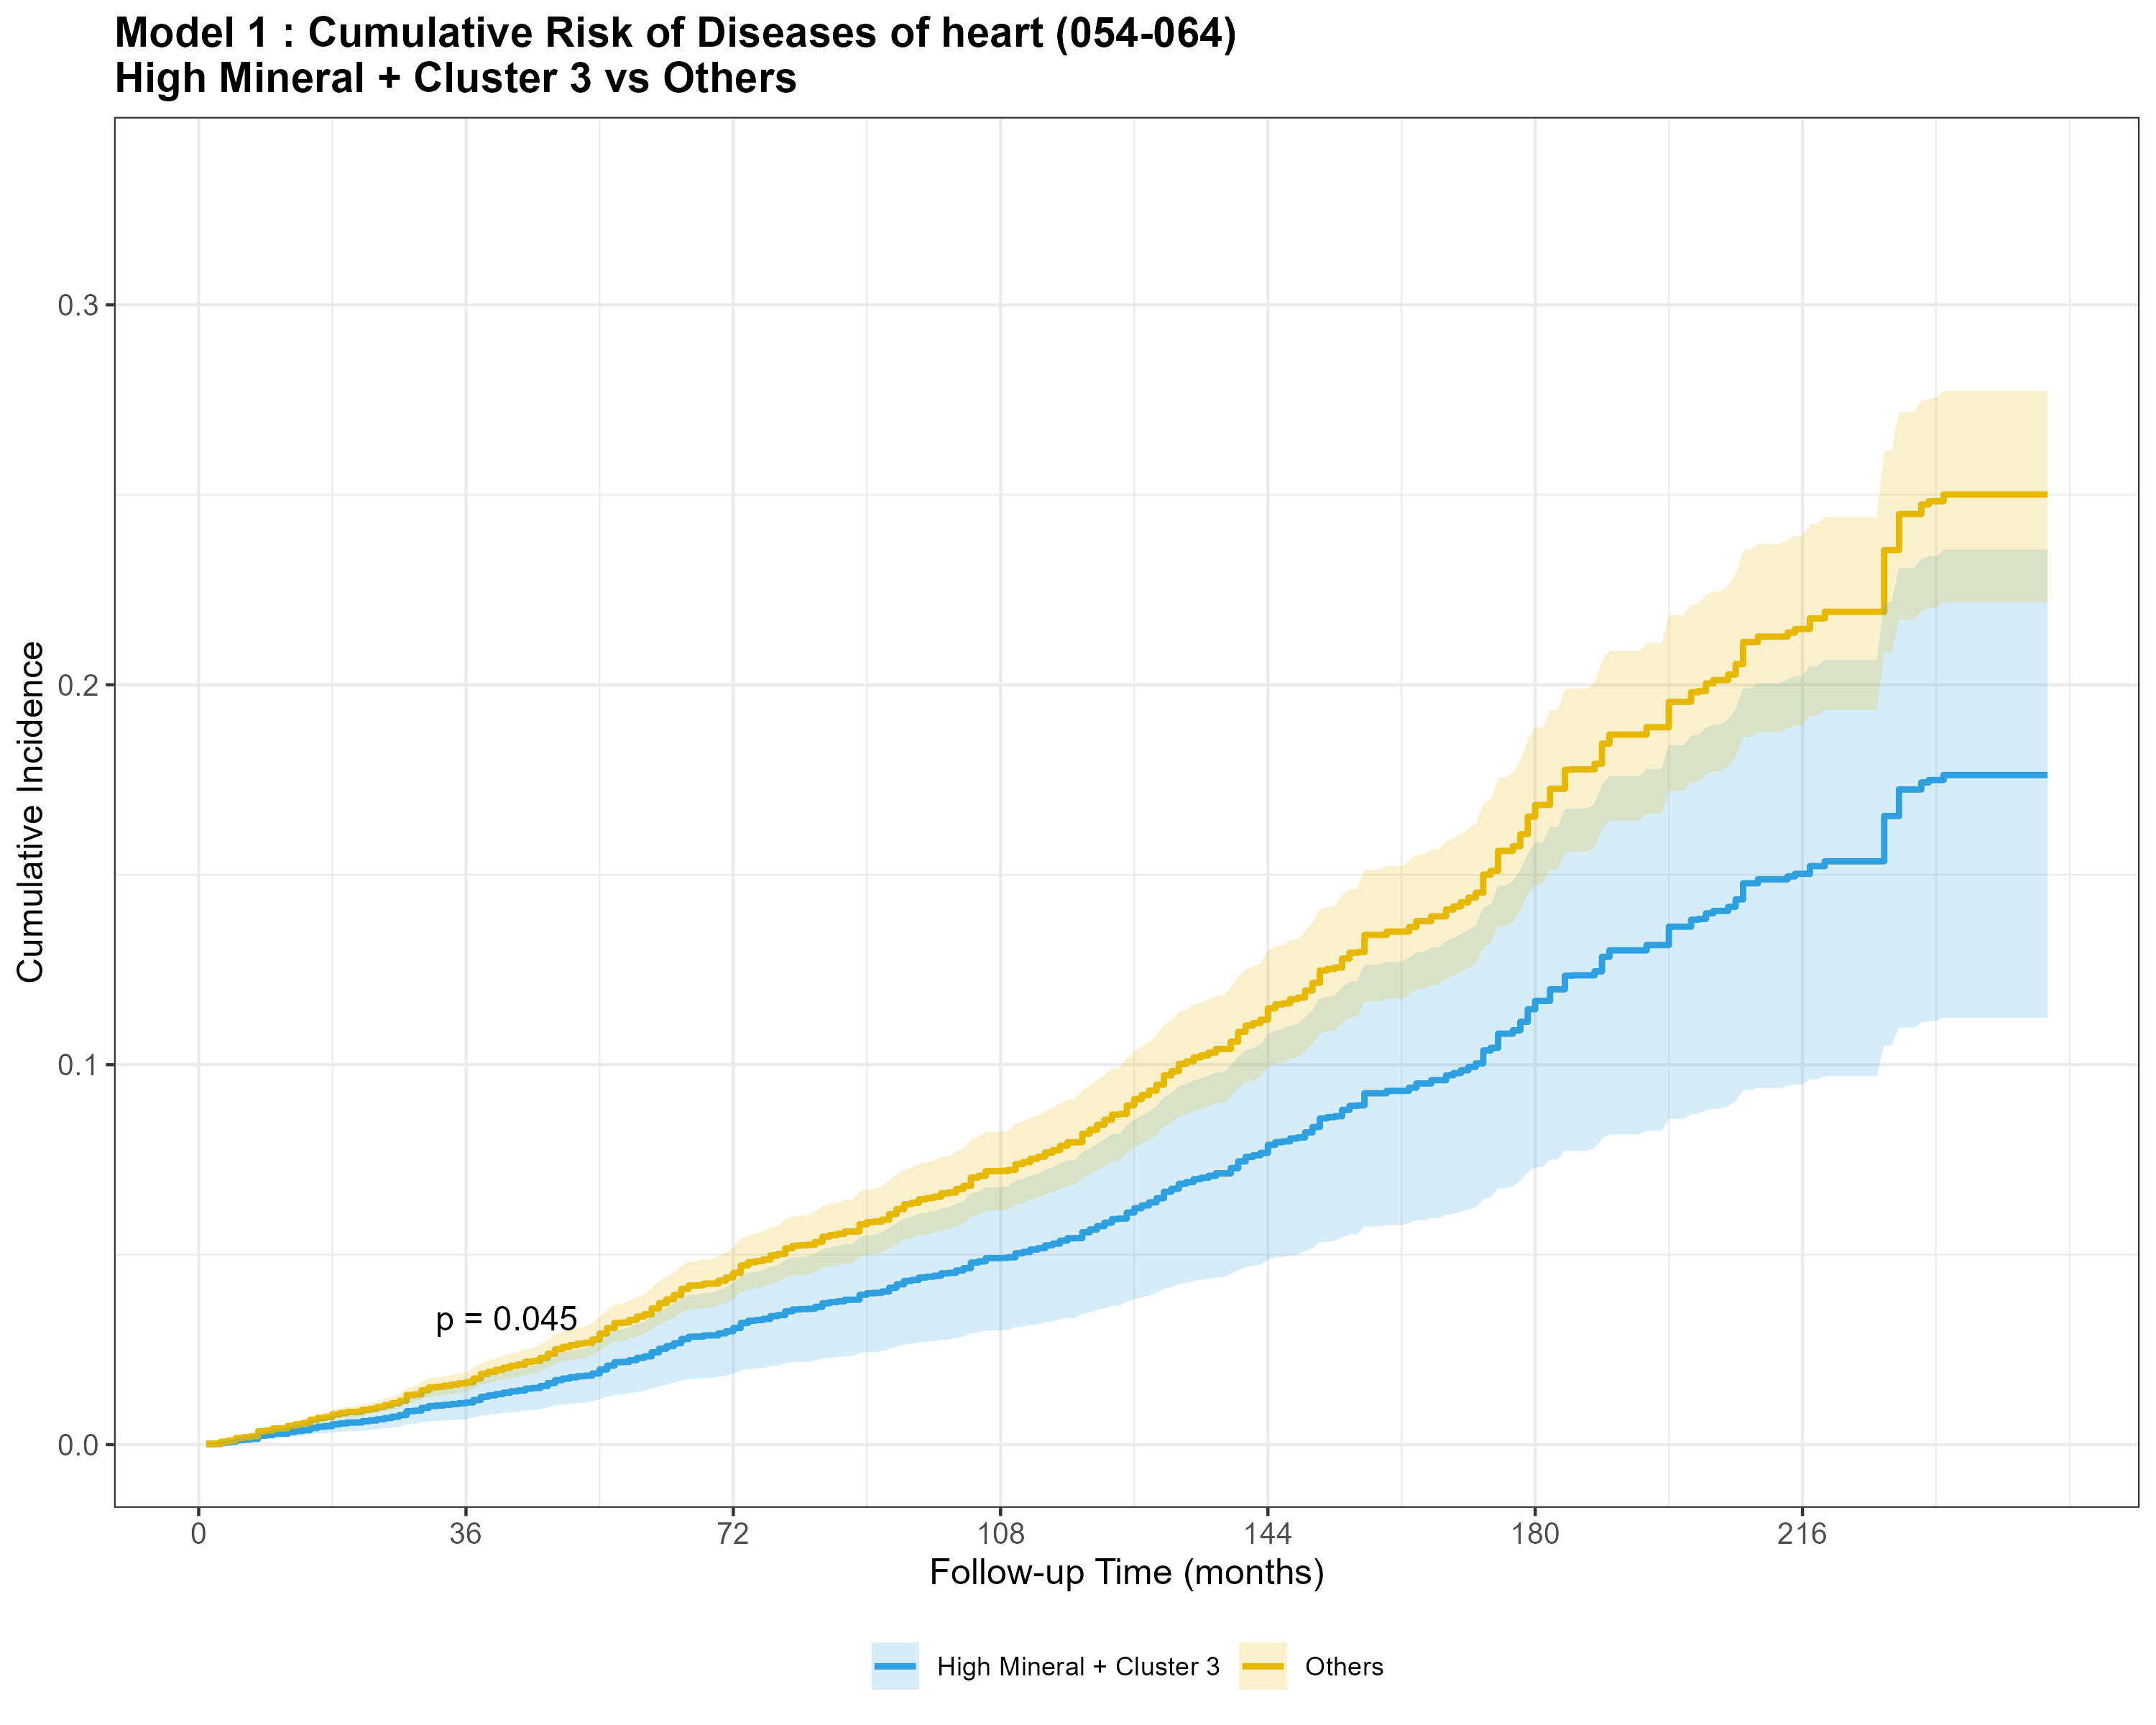 Model 1 : Cumulative Risk of Diseases of heart (054-064)
High Mineral + Cluster 3 vs Others
Cumulative Incidence
0.3
0.2
0.1
0.0
p = 0.045
0 36 72 108 144 180 216
Follow-up Time (months)
High Mineral + Cluster 3 Others